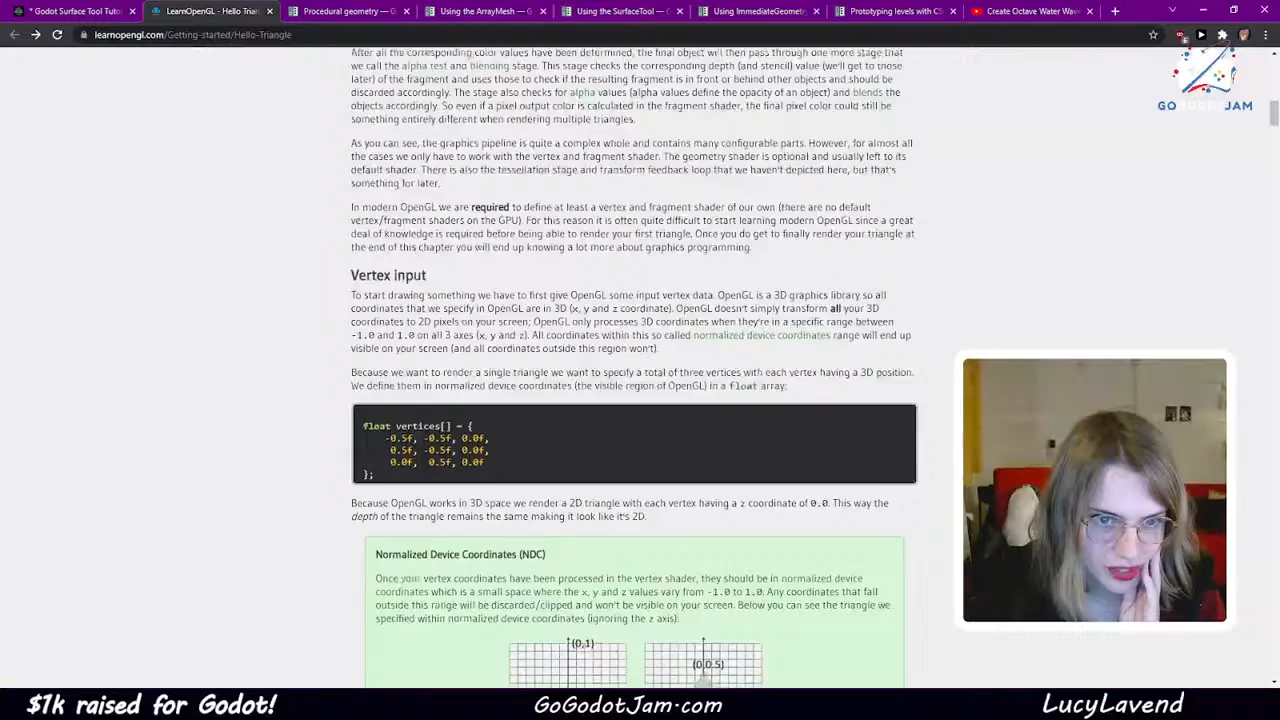 * Godot Surface Tool Tuto
LearnOpenGL - Hello Trian
Procedural geometry — G
Using the ArrayMesh — G
Using the SurfaceTool — G
Using ImmediateGeometry
Prototyping levels with CS
Create Octave Water Wav
learnopengl.com/Getting-started/Hello-Triangle
After all the corresponding color values have been determined, the final object will then pass through one more stage that
we call the alpha test and blending stage. This stage checks the corresponding depth (and stencil) value (we'll get to those
later) of the fragment and uses those to check if the resulting fragment is in front or behind other objects and should be
discarded accordingly. The stage also checks for alpha values (alpha values define the opacity of an object) and blends the
objects accordingly. So even if a pixel output color is calculated in the fragment shader, the final pixel color could still be
something entirely different when rendering multiple triangles.
GOGODOTJAM
As you can see, the graphics pipeline is quite a complex whole and contains many configurable parts. However, for almost all
the cases we only have to work with the vertex and fragment shader. The geometry shader is optional and usually left to its
default shader. There is also the tessellation stage and transform feedback loop that we haven't depicted here, but that's
something for later.
In modern OpenGL we are required to define at least a vertex and fragment shader of our own (there are no default
vertex/fragment shaders on the GPU). For this reason it is often quite difficult to start learning modern OpenGL since a great
deal of knowledge is required before being able to render your first triangle. Once you do get to finally render your triangle at
the end of this chapter you will end up knowing a lot more about graphics programming.
Vertex input
To start drawing something we have to first give OpenGL some input vertex data. OpenGL is a 3D graphics library so all
coordinates that we specify in OpenGL are in 3D (x, y and z coordinate). OpenGL doesn't simply transform all your 3D
coordinates to 2D pixels on your screen; OpenGL only processes 3D coordinates when they're in a specific range between
-1.0 and 1.0 on all 3 axes (x, y and z). All coordinates within this so called normalized device coordinates range will end up
visible on your screen (and all coordinates outside this region won't).
Because we want to render a single triangle we want to specify a total of three vertices with each vertex having a 3D position.
We define them in normalized device coordinates (the visible region of OpenGL) in a float array:
float vertices[] = {
-0.5f, -0.5f, 0.0f,
0.5f, -0.5f, 0.0f,
0.0f, 0.5f, 0.0f
};
Because OpenGL works in 3D space we render a 2D triangle with each vertex having a z coordinate of 0.0. This way the
depth of the triangle remains the same making it look like it's 2D.
Normalized Device Coordinates (NDC)
Once your vertex coordinates have been processed in the vertex shader, they should be in normalized device
coordinates which is a small space where the x, y and z values vary from -1.0 to 1.0. Any coordinates that fall
outside this range will be discarded/clipped and won't be visible on your screen. Below you can see the triangle we
specified within normalized device coordinates (ignoring the z axis):
(0,1)
(0,0.5)
$1k raised for Godot!
GoGodotJam.com
LucyLavend